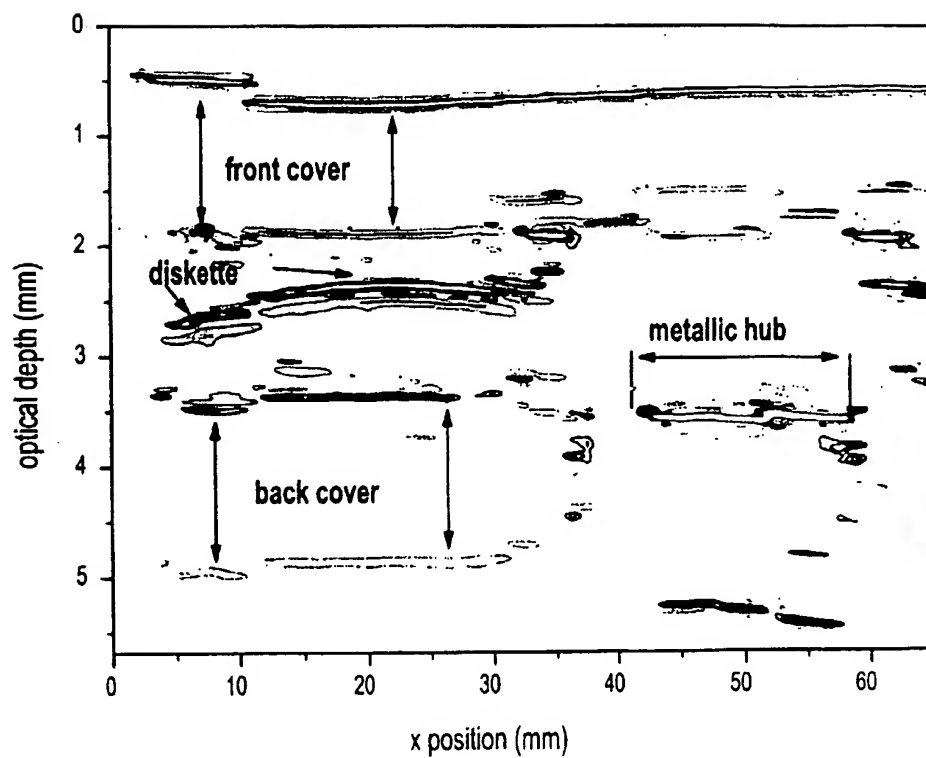 0
1
front cover
2
diskette
optical depth (mm)
metallic hub
3
4
back cover
5
0 10 20 30 40 50 60
x position (mm)